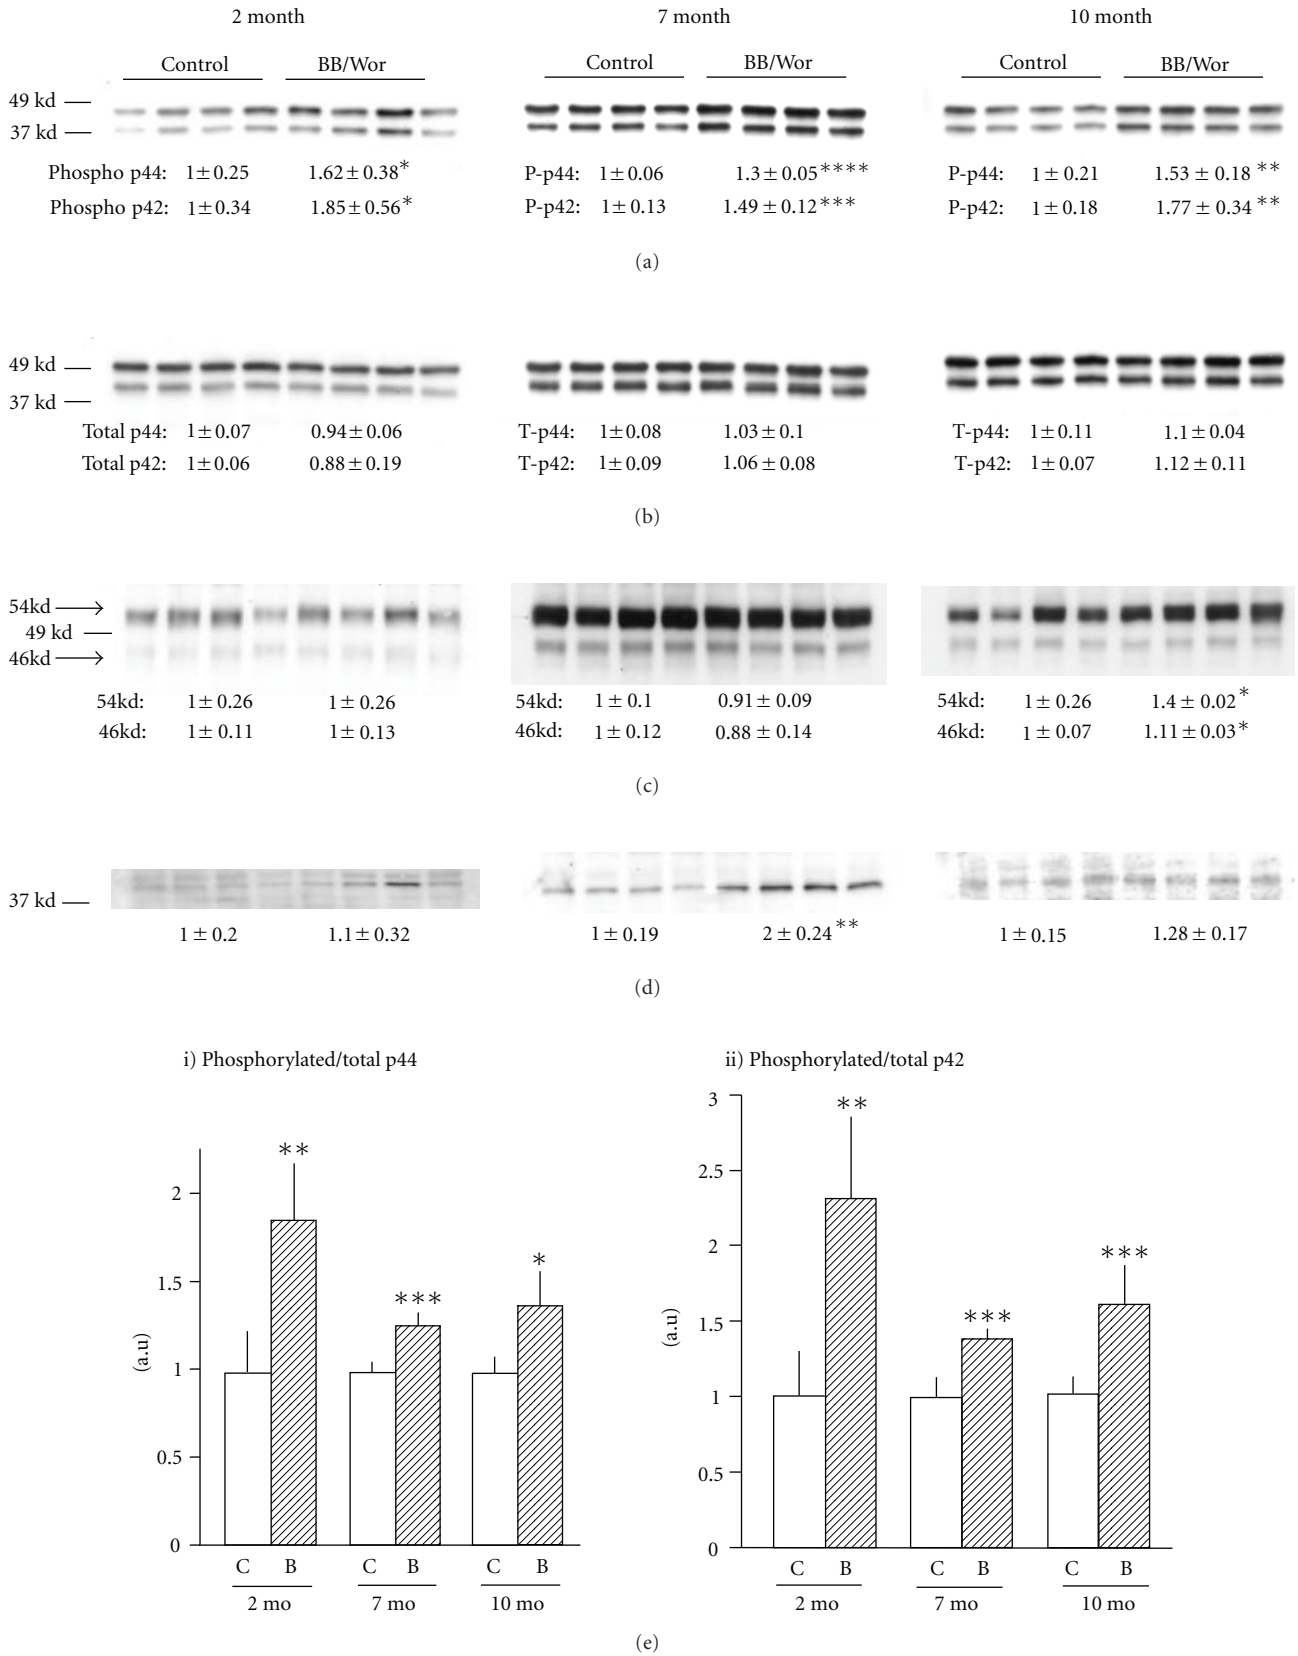 2 month 7 month 10 month
Control BB/Wor Control BB/Wor Control BB/Wor
49 kd
37 kd
Phospho p44: 1±0.25 1.62±0.38* P-p44: 1±0.06 1.3±0.05**** P-p44: 1±0.21 1.53±0.18**
Phospho p42: 1±0.34 1.85±0.56* P-p42: 1±0.13 1.49±0.12*** P-p42: 1±0.18 1.77±0.34**
(a)
49 kd
37 kd
Total p44: 1±0.07 0.94±0.06 T-p44: 1±0.08 1.03±0.1 T-p44: 1±0.11 1.1±0.04
Total p42: 1±0.06 0.88±0.19 T-p42: 1±0.09 1.06±0.08 T-p42: 1±0.07 1.12±0.11
(b)
54kd
49 kd
46kd
54kd: 1±0.26 1±0.26 54kd: 1±0.1 0.91±0.09 54kd: 1±0.26 1.4±0.02*
46kd: 1±0.11 1±0.13 46kd: 1±0.12 0.88±0.14 46kd: 1±0.07 1.11±0.03*
(c)
37 kd
1±0.2 1.1±0.32 1±0.19 2±0.24** 1±0.15 1.28±0.17
(d)
i) Phosphorylated/total p44
**
2
1.5
***
*
1
0.5
0
(a.u)
C B C B C B
2 mo 7 mo 10 mo
ii) Phosphorylated/total p42
3
**
2.5
2
***
1.5
***
1
0.5
0
(a.u)
C B C B C B
2 mo 7 mo 10 mo
(e)